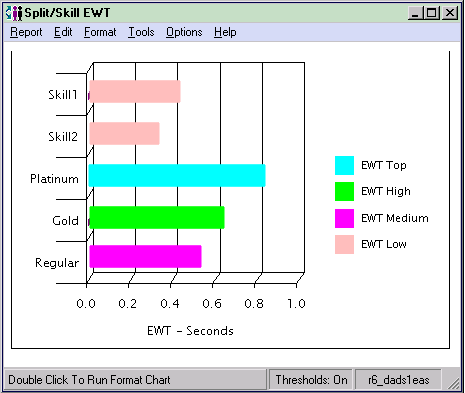 Split/Skill EWT
Report Edit Format Tools Options Help
Skill1
Skill2
Platinum
Gold
Regular
0.0 0.2 0.4 0.6 0.8 1.0
EWT - Seconds
EWT Top
EWT High
EWT Medium
EWT Low
Double Click To Run Format Chart
Thresholds: On
r6_dads1eas